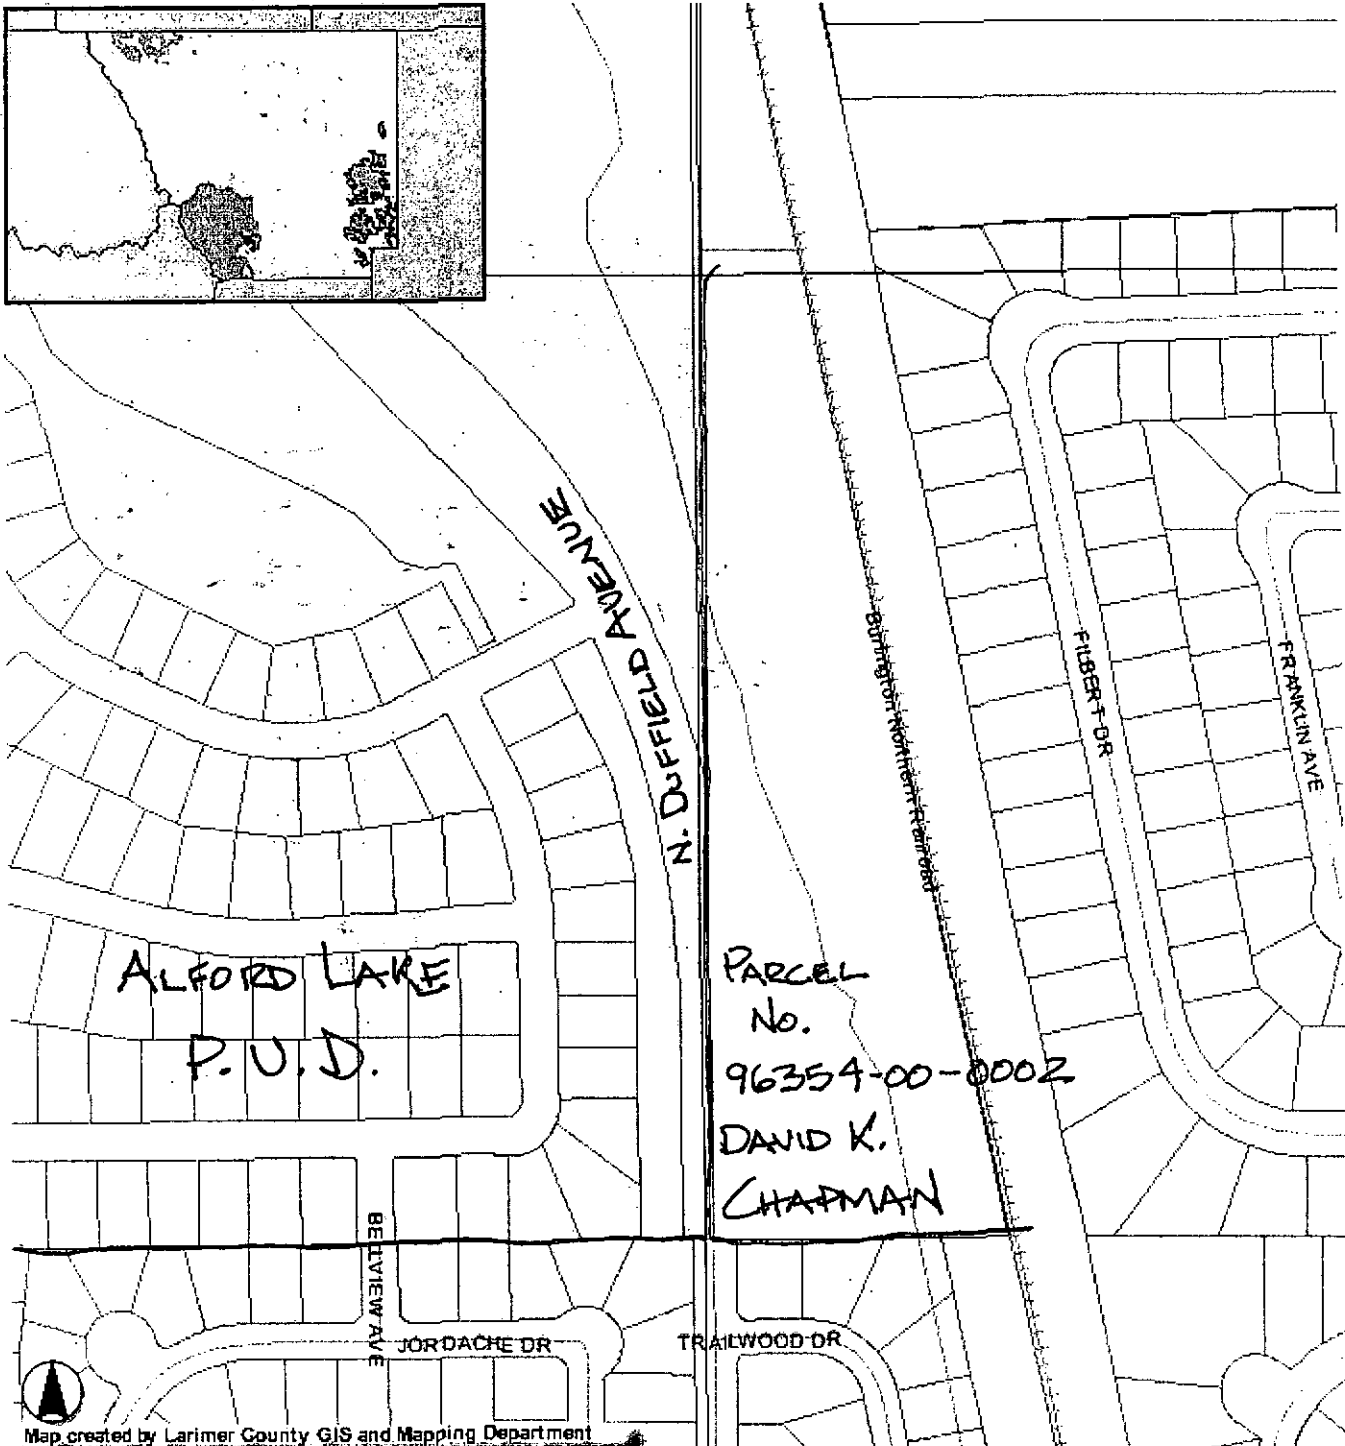 N. DUFFIELD AVENUE
Burlington Northern Railroad
FILBERT DR
FRANKLIN AVE
ALFORD LAKE
P.U.D.
PARCEL
No.
96354-00-0002
DAVID K.
CHAPMAN
BELLVIEW AVE
JORDACHE DR
TRAILWOOD DR
Map created by Larimer County GIS and Mapping Department